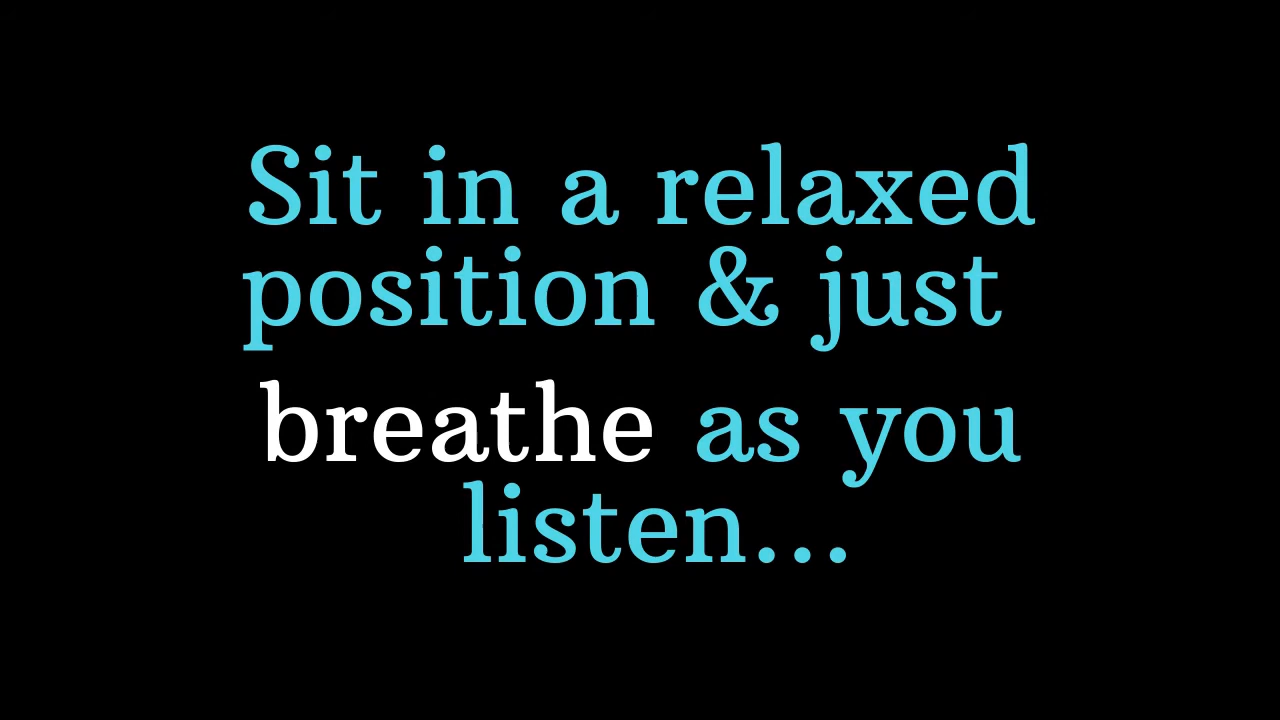 Sit in a relaxed
position & just
breathe as you
listen...